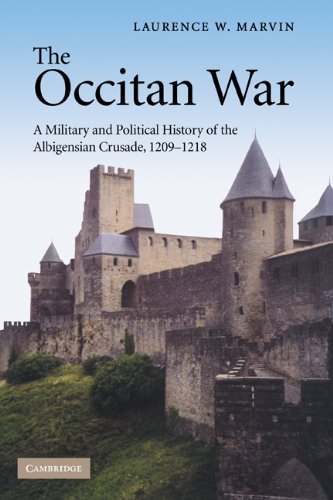 LAURENCE W. MARVIN
The
Occitan War
A Military and Political History of the
Albigensian Crusade, 1209–1218
CAMBRIDGE